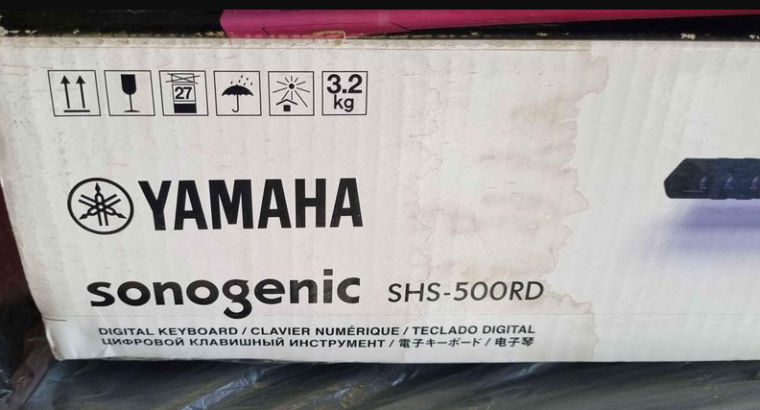 27
3.2
kg
YAMAHA
sonogenic SHS-500RD
DIGITAL KEYBOARD / CLAVIER NUMÉRIQUE / TECLADO DIGITAL
ЦИФРОВОЙ КЛАВИШНЫЙ ИНСТРУМЕНТ / 電子キーボード / 电子琴